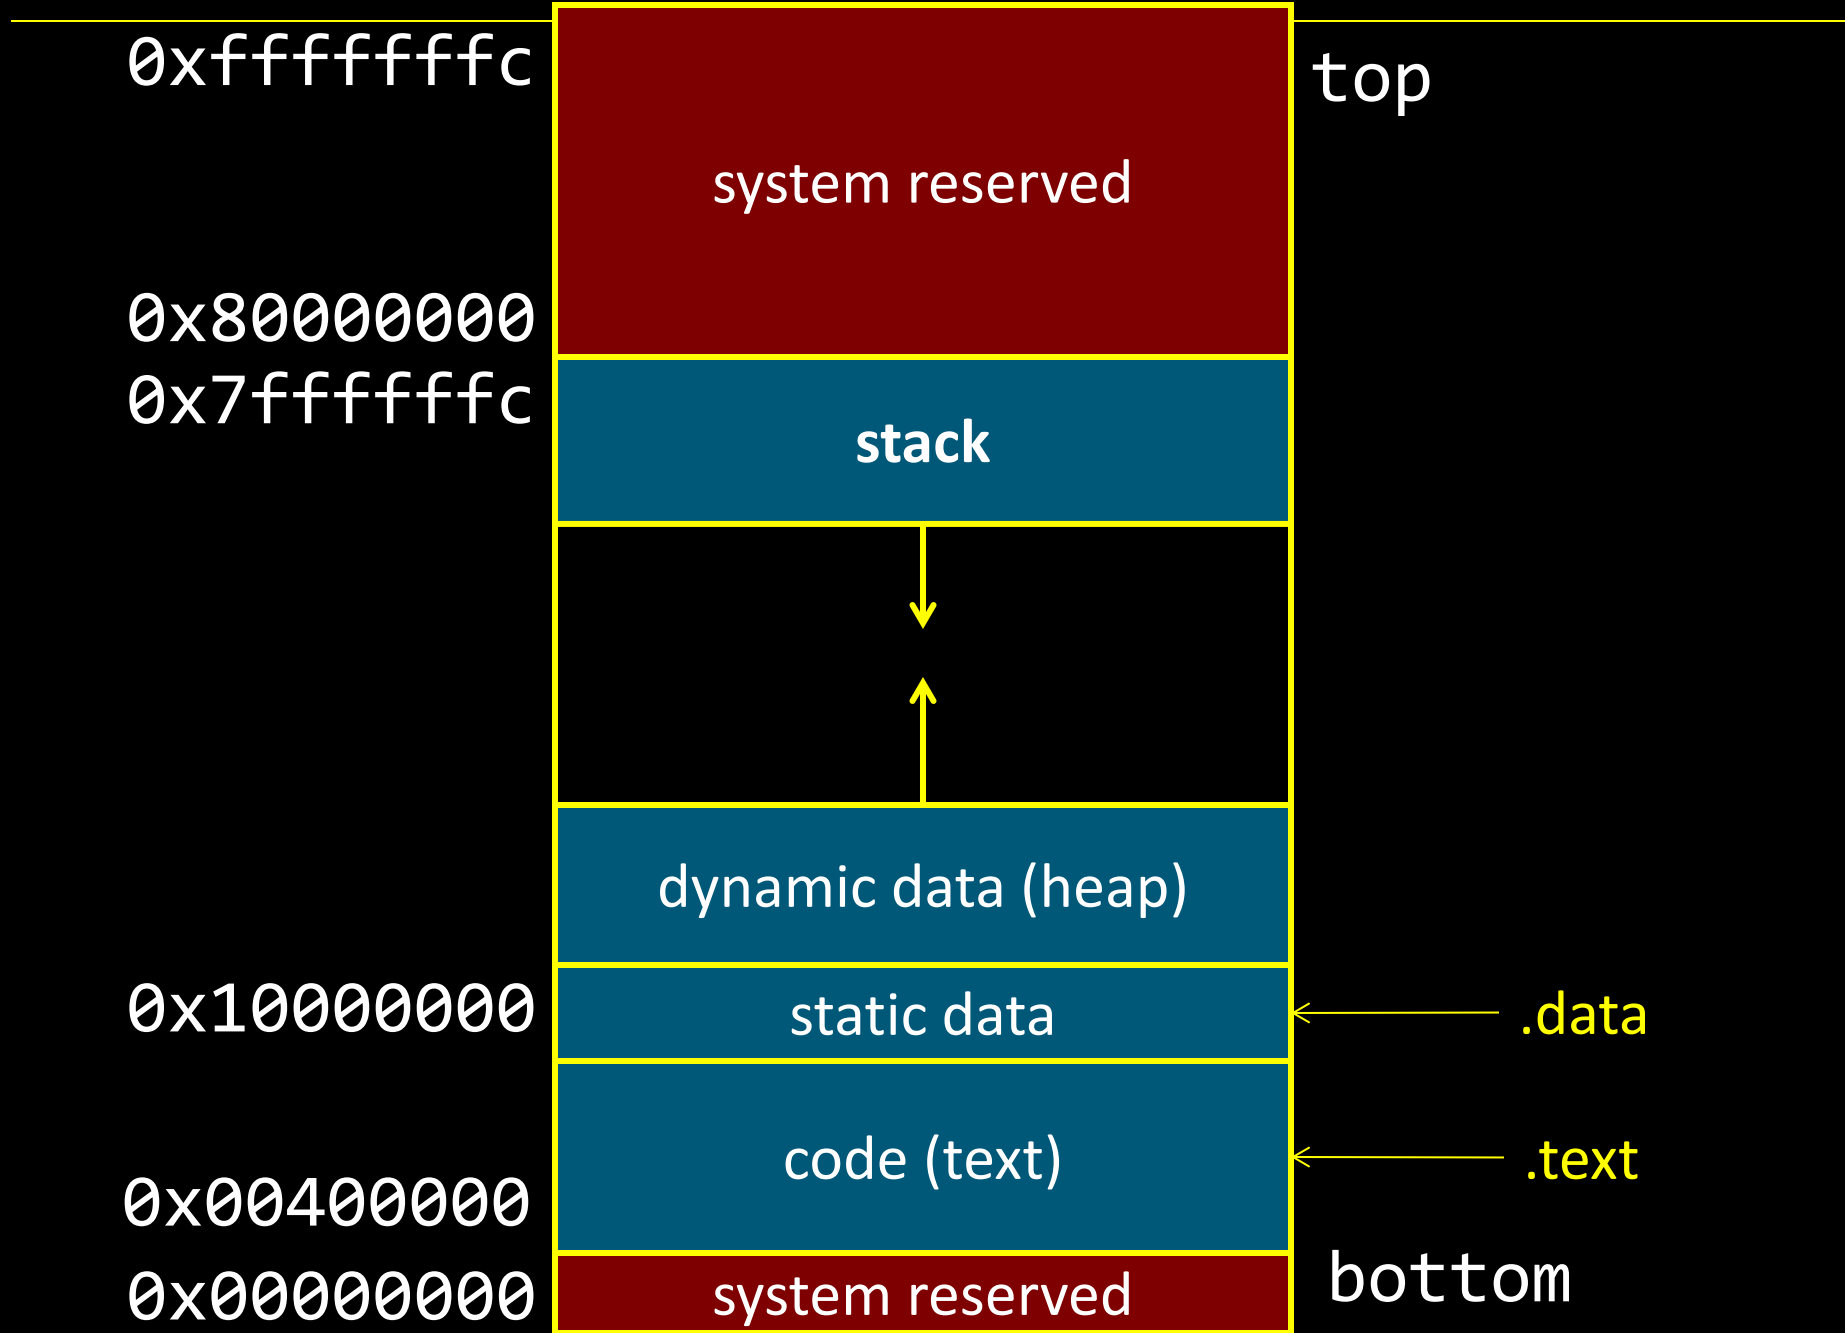 0xfffffffc
top
system reserved
0x80000000
0x7ffffffc
stack
dynamic data (heap)
0x10000000
static data
.data
code (text)
.text
0x00400000
bottom
0x00000000
system reserved